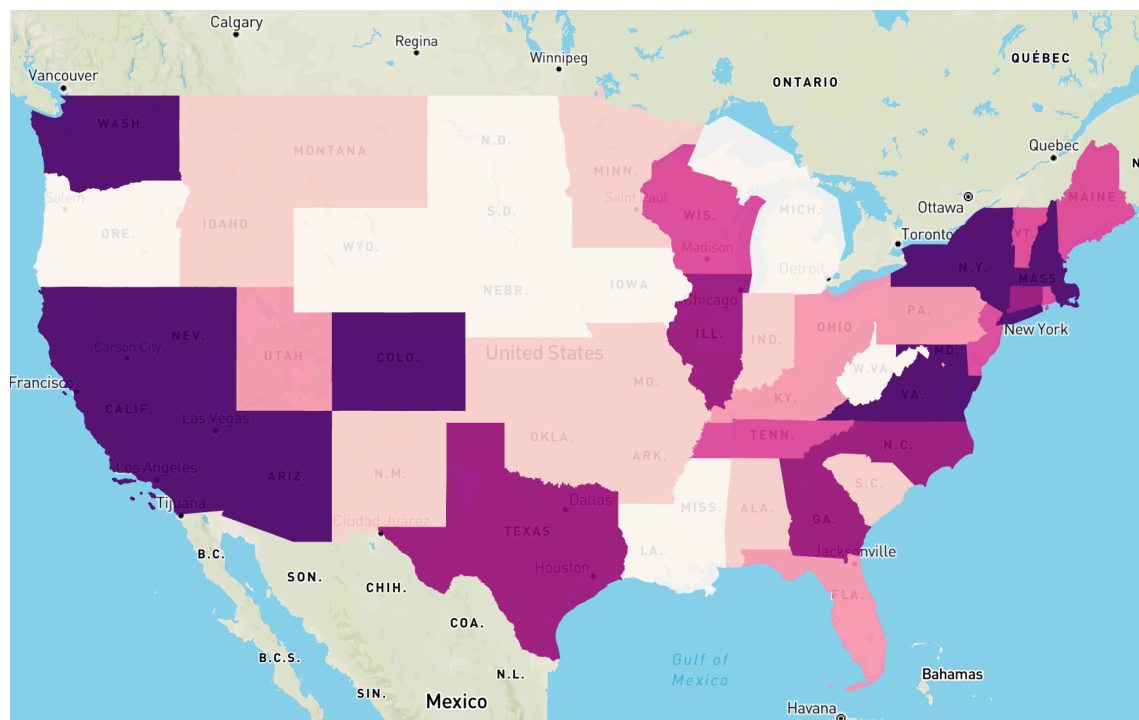 Calgary
Regina
Winnipeg
QUÉBEC
Vancouver
ONTARIO
WASH.
N.D.
MONTANA
Quebec
MINN.
N
Salem
Saint Paul
MAINE
Ottawa
IDAHO
S.D.
WIS.
MICH.
ORE.
Toronto
VT.
WYO.
Madison
Detroit
N.Y.
MASS.
NEBR.
IOWA
Chicago
PA.
New York
NEV.
ILL.
OHIO
Carson City
UTAH
COLO.
United States
IND.
MD.
W.VA.
Francisco
MO.
KY.
VA.
CALIF.
Las Vegas
OKLA.
TENN.
N.C.
Los Angeles
ARIZ.
N.M.
ARK.
S.C.
Tijuana
Dallas
MISS.
ALA.
GA.
Ciudad Juárez
TEXAS
B.C.
LA.
Jacksonville
SON.
Houston
CHIH.
FLA.
COA.
B.C.S.
Gulf of
Mexico
N.L.
Bahamas
SIN.
Mexico
Havana